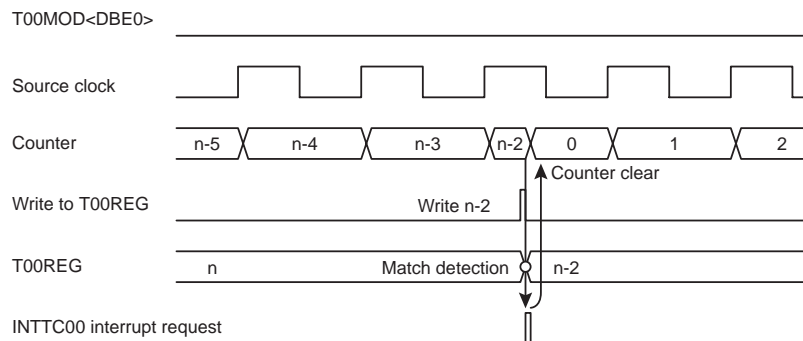 T00MOD<DBE0>
Source clock
Counter n-5 n-4 n-3 n-2 0 1 2
Counter clear
Write to T00REG Write n-2
T00REG n Match detection n-2
INTTC00 interrupt request